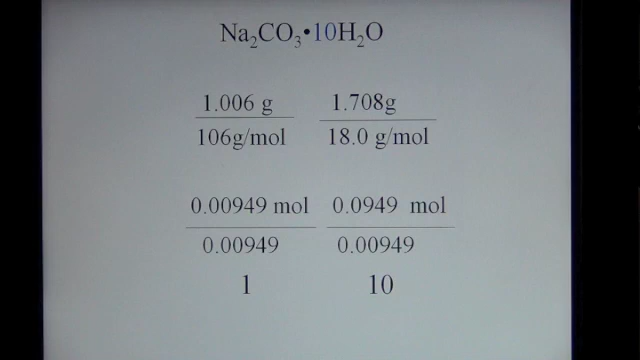 Na₂CO₃•10H₂O
1.006 g 1.708g
106g/mol 18.0 g/mol
0.00949 mol 0.0949 mol
0.00949 0.00949
1 10